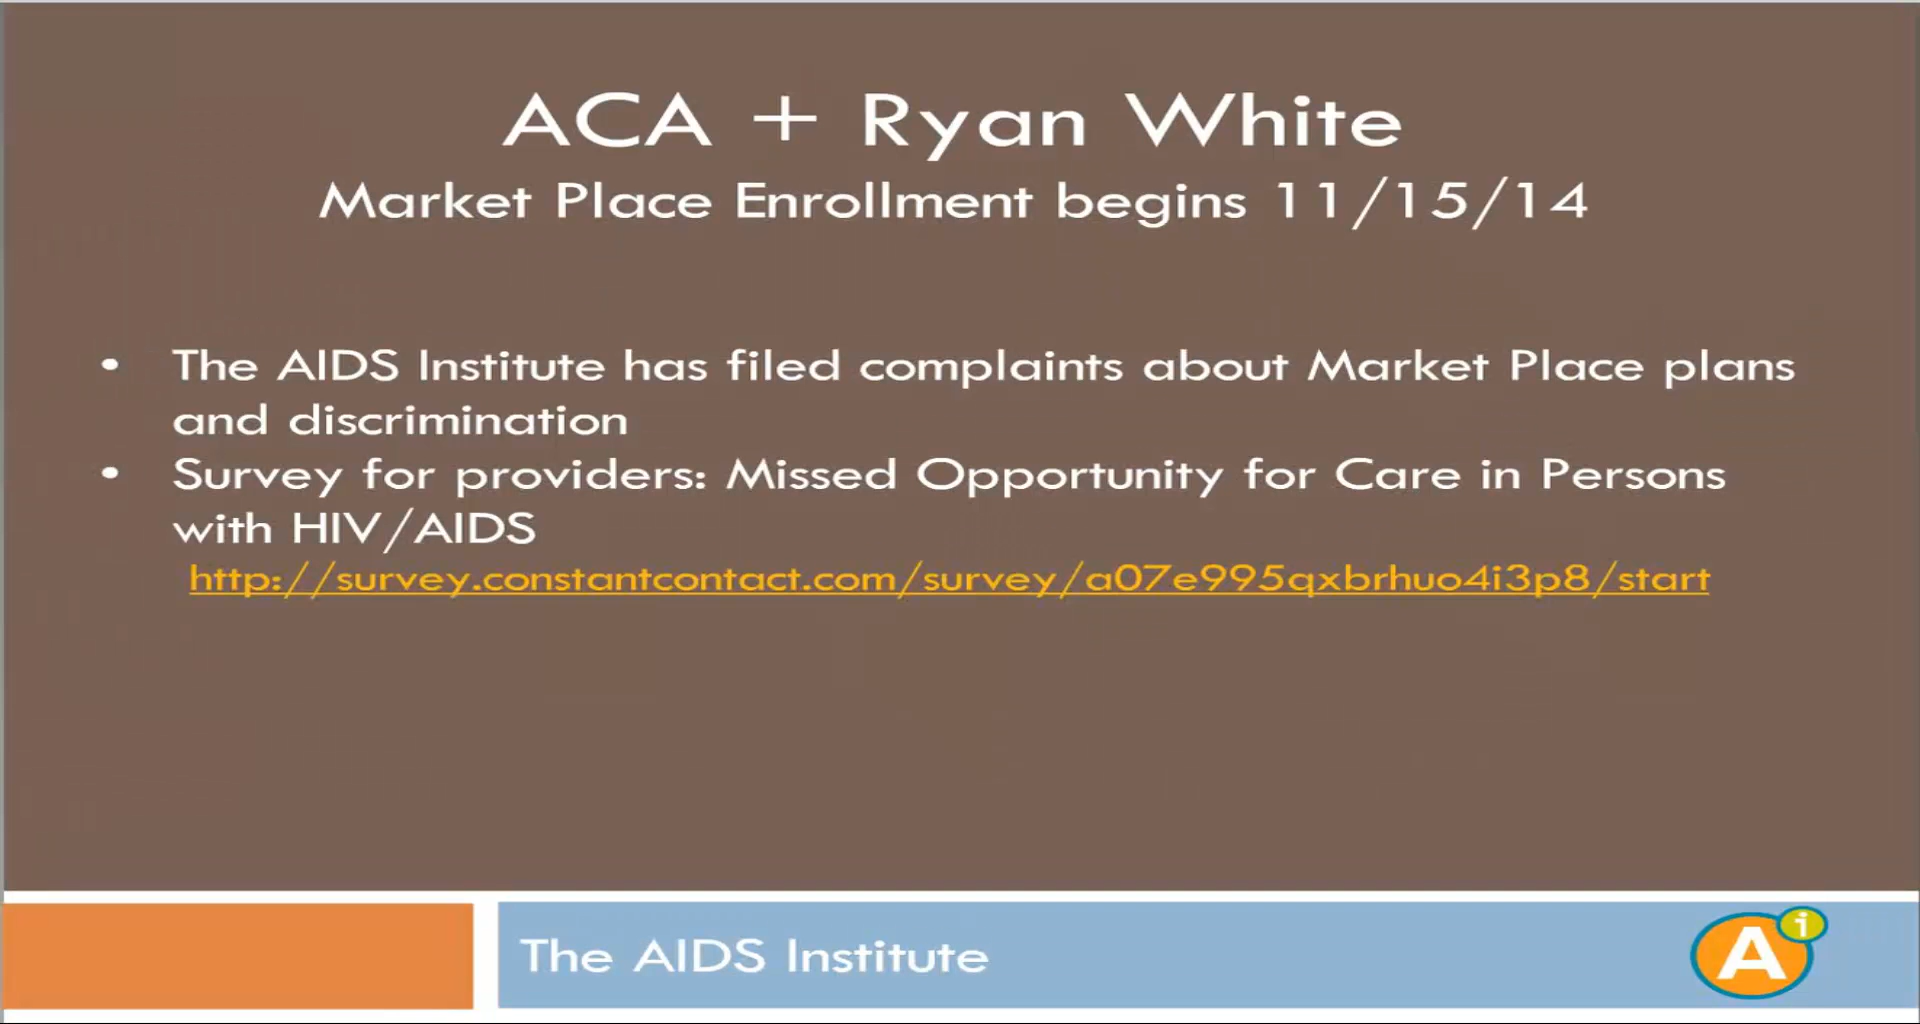 ACA + Ryan White
Market Place Enrollment begins 11/15/14
• The AIDS Institute has filed complaints about Market Place plans
and discrimination
• Survey for providers: Missed Opportunity for Care in Persons
with HIV/AIDS
http://survey.constantcontact.com/survey/a07e995qxbrhuo4i3p8/start
The AIDS Institute
A i